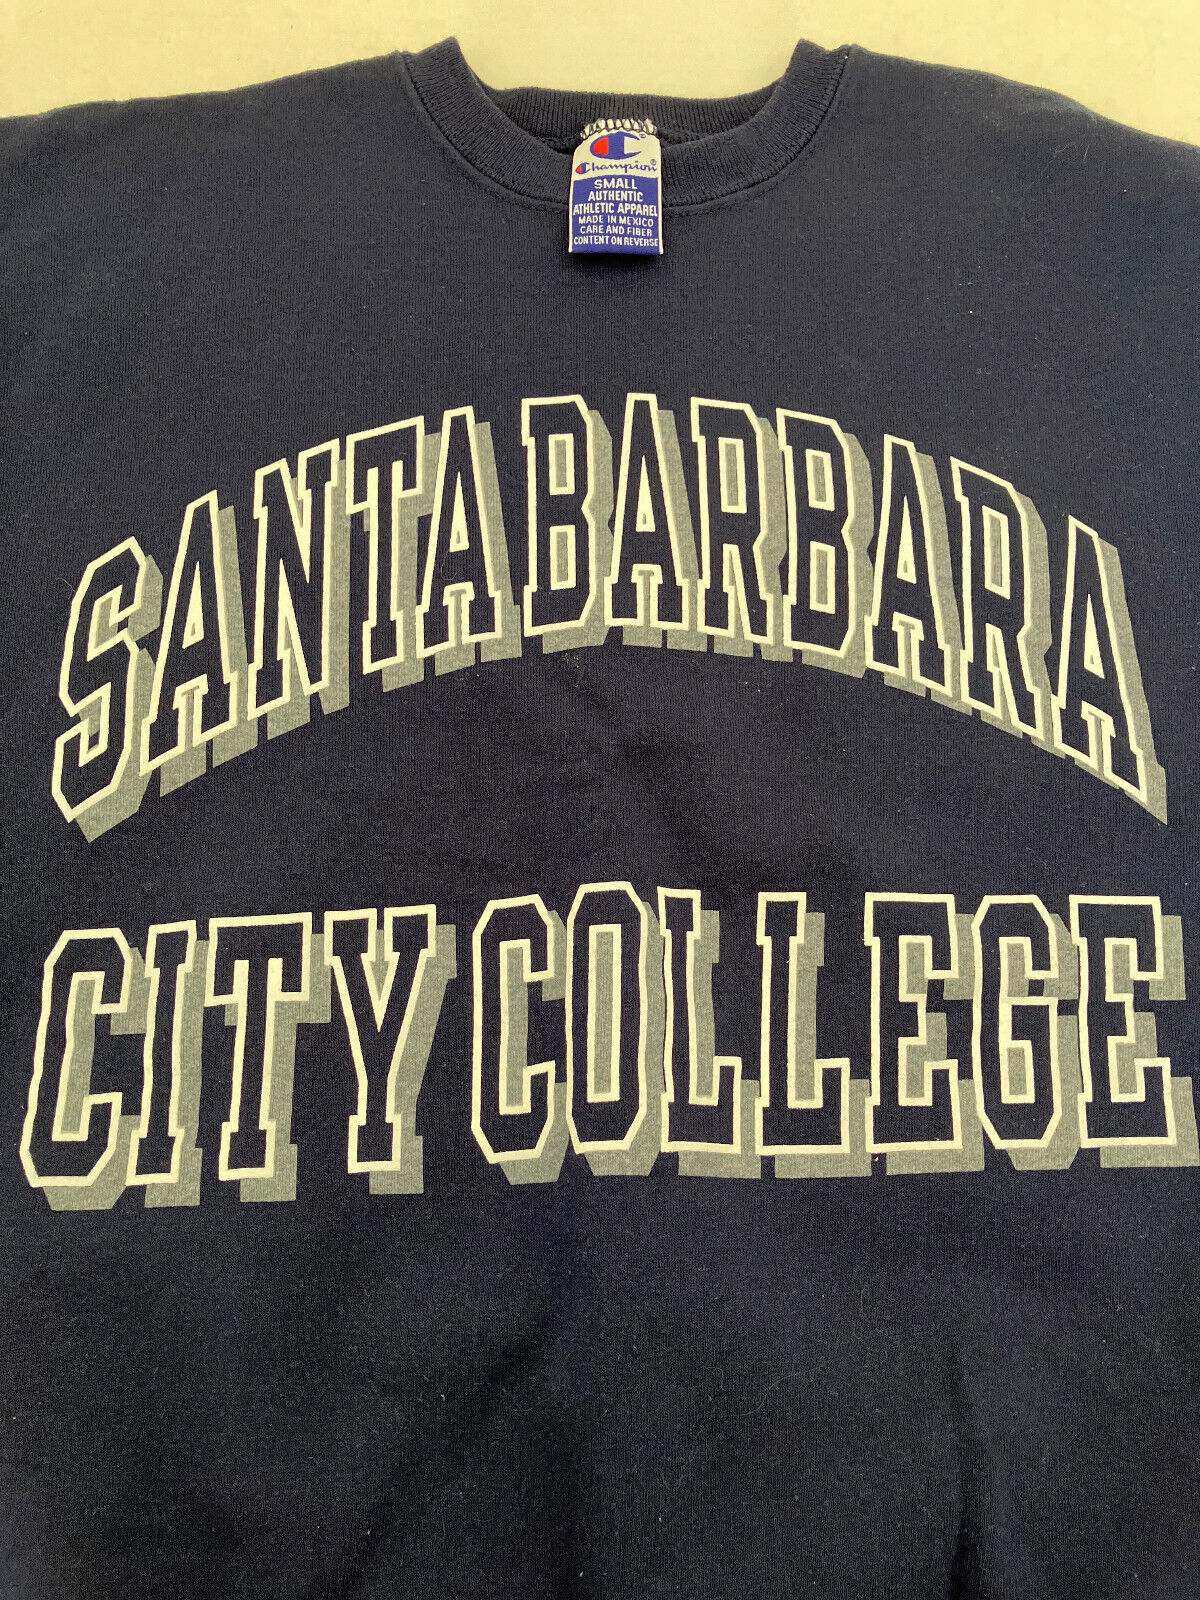 Champion®
SMALL
AUTHENTIC
ATHLETIC APPAREL
MADE IN MEXICO
CARE AND FIBER
CONTENT ON REVERSE
SANTA BARBARA
CITY COLLEGE